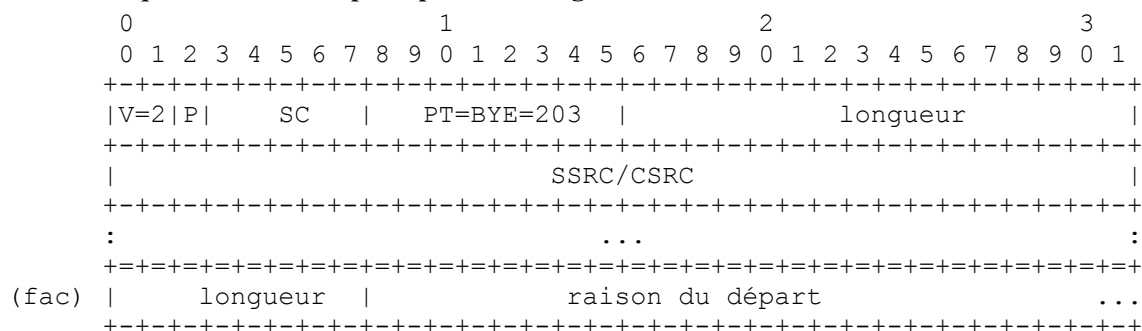 0                   1                   2                   3
 0 1 2 3 4 5 6 7 8 9 0 1 2 3 4 5 6 7 8 9 0 1 2 3 4 5 6 7 8 9 0 1
+-+-+-+-+-+-+-+-+-+-+-+-+-+-+-+-+-+-+-+-+-+-+-+-+-+-+-+-+-+-+-+-+
|V=2|P|    SC   |   PT=BYE=203  |             longueur          |
+-+-+-+-+-+-+-+-+-+-+-+-+-+-+-+-+-+-+-+-+-+-+-+-+-+-+-+-+-+-+-+-+
|                           SSRC/CSRC                           |
+-+-+-+-+-+-+-+-+-+-+-+-+-+-+-+-+-+-+-+-+-+-+-+-+-+-+-+-+-+-+-+-+
:                              ...                              :
+=+=+=+=+=+=+=+=+=+=+=+=+=+=+=+=+=+=+=+=+=+=+=+=+=+=+=+=+=+=+=+=+
(fac) |     longueur  |            raison du départ                 ...
+-+-+-+-+-+-+-+-+-+-+-+-+-+-+-+-+-+-+-+-+-+-+-+-+-+-+-+-+-+-+-+-+